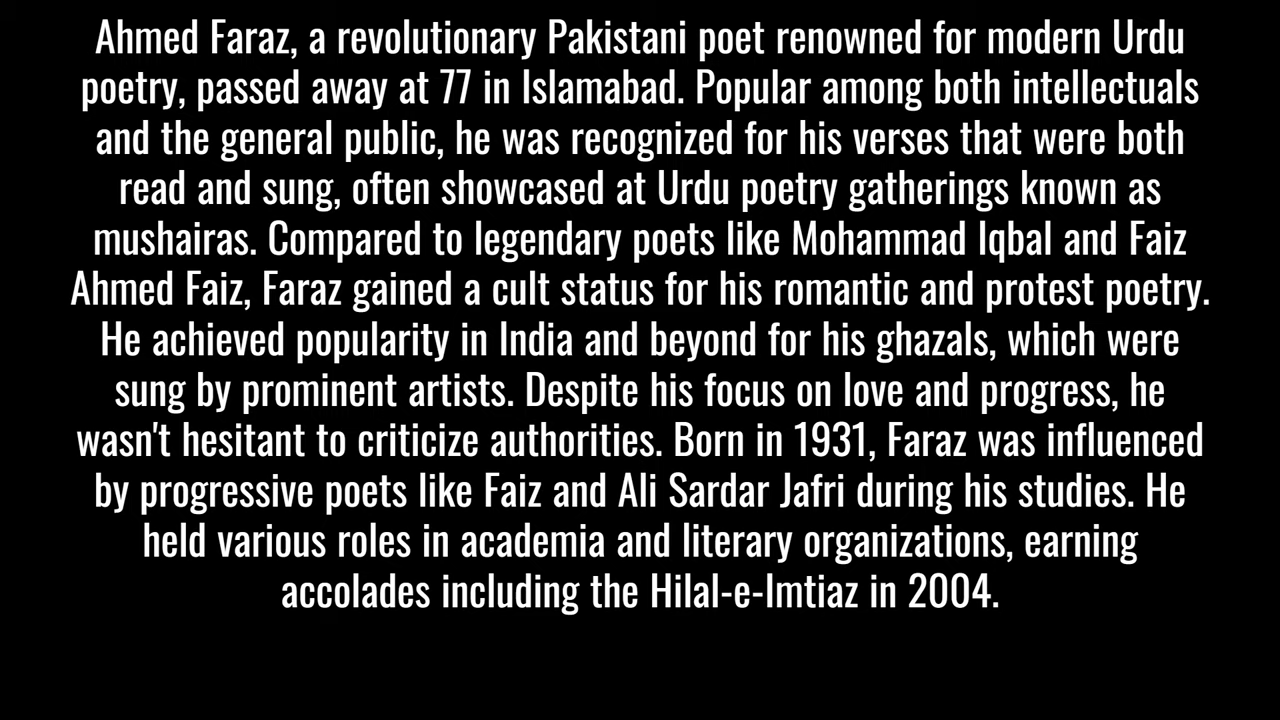 Ahmed Faraz, a revolutionary Pakistani poet renowned for modern Urdu
poetry, passed away at 77 in Islamabad. Popular among both intellectuals
and the general public, he was recognized for his verses that were both
read and sung, often showcased at Urdu poetry gatherings known as
mushairas. Compared to legendary poets like Mohammad Iqbal and Faiz
Ahmed Faiz, Faraz gained a cult status for his romantic and protest poetry.
He achieved popularity in India and beyond for his ghazals, which were
sung by prominent artists. Despite his focus on love and progress, he
wasn't hesitant to criticize authorities. Born in 1931, Faraz was influenced
by progressive poets like Faiz and Ali Sardar Jafri during his studies. He
held various roles in academia and literary organizations, earning
accolades including the Hilal-e-Imtiaz in 2004.